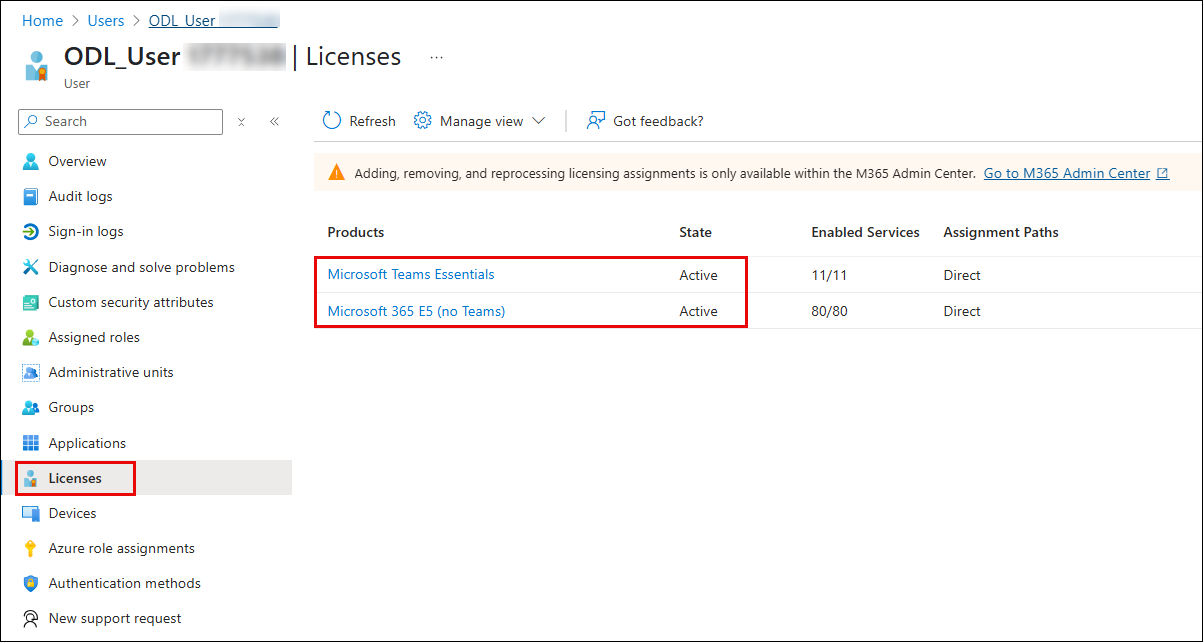 Home > Users > ODL_User
ODL_User | Licenses ...
User
Search
Refresh Manage view Got feedback?
Overview
Audit logs
Sign-in logs
Diagnose and solve problems
Custom security attributes
Assigned roles
Administrative units
Groups
Applications
Licenses
Devices
Azure role assignments
Authentication methods
New support request
Adding, removing, and reprocessing licensing assignments is only available within the M365 Admin Center. Go to M365 Admin Center
Products State Enabled Services Assignment Paths
Microsoft Teams Essentials Active 11/11 Direct
Microsoft 365 E5 (no Teams) Active 80/80 Direct